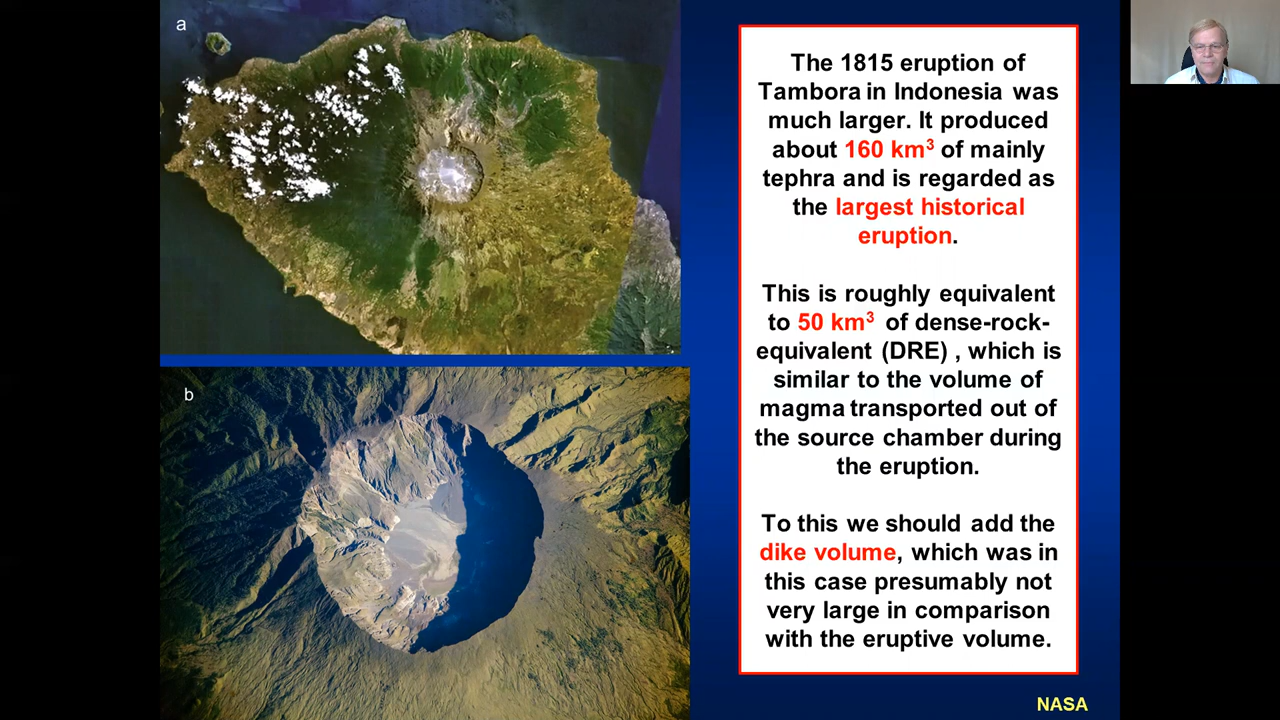 a
b
The 1815 eruption of
Tambora in Indonesia was
much larger. It produced
about 160 km³ of mainly
tephra and is regarded as
the largest historical
eruption.
This is roughly equivalent
to 50 km³ of dense-rock-
equivalent (DRE) , which is
similar to the volume of
magma transported out of
the source chamber during
the eruption.
To this we should add the
dike volume, which was in
this case presumably not
very large in comparison
with the eruptive volume.
NASA